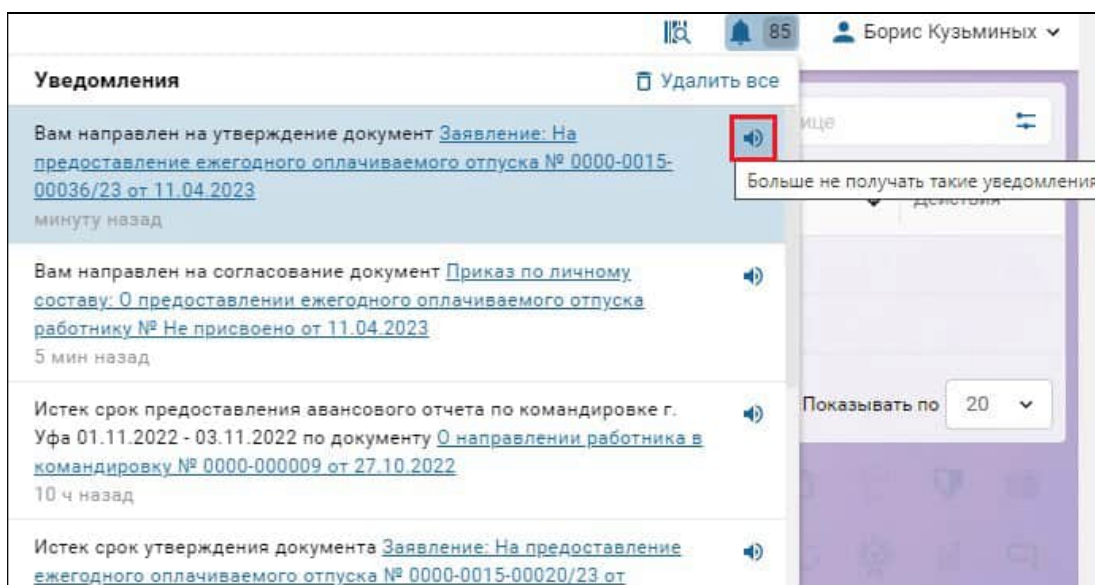 85 Борис Кузьминых
Уведомления Удалить все
Вам направлен на утверждение документ Заявление: На
предоставление ежегодного оплачиваемого отпуска № 0000-0015-
00036/23 от 11.04.2023
минуту назад
Больше не получать такие уведомления
Действия
Вам направлен на согласование документ Приказ по личному
составу: О предоставлении ежегодного оплачиваемого отпуска
работнику № Не присвоено от 11.04.2023
5 мин назад
Истек срок предоставления авансового отчета по командировке г.
Уфа 01.11.2022 - 03.11.2022 по документу О направлении работника в
командировку № 0000-000009 от 27.10.2022
10 ч назад
Показывать по 20
Истек срок утверждения документа Заявление: На предоставление
ежегодного оплачиваемого отпуска № 0000-0015-00020/23 от